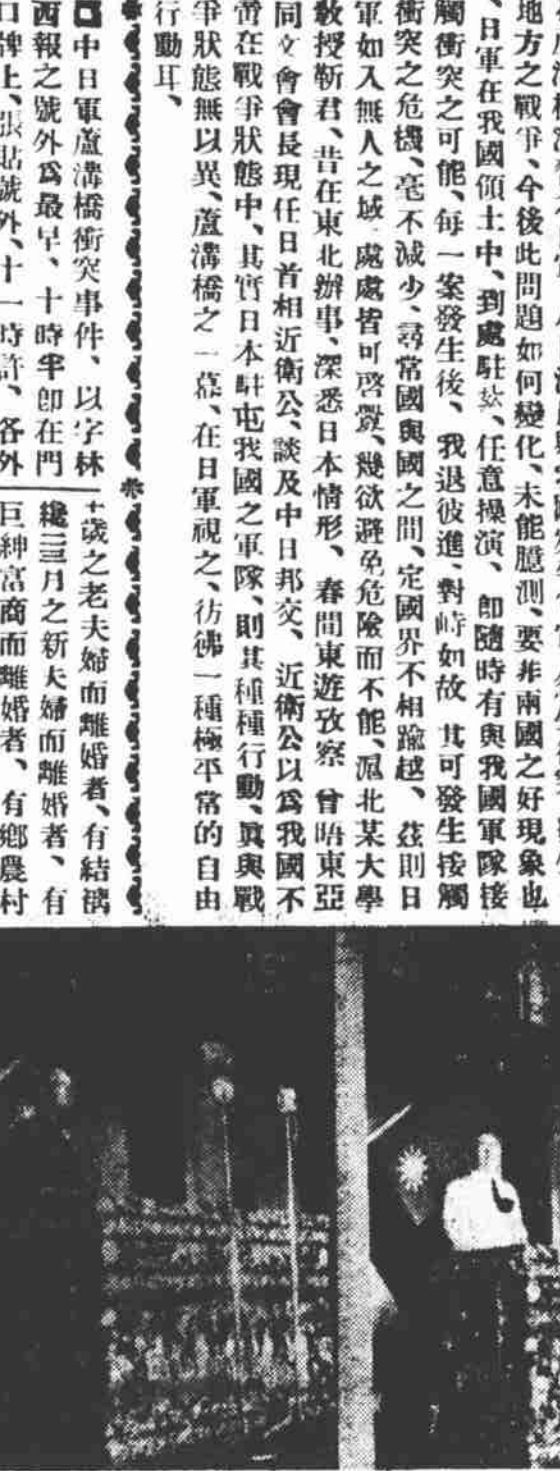 地方之戰爭、今後此問題如何變化、未能臆測、要非兩國之好現象也
、日軍在我國領土中、到處駐紮、任意操演、即隨時有與我國軍隊接
觸衝突之可能、每一案發生後、我退彼進、對峙如故 其可發生接觸
衝突之危機、毫不減少、尋常國與國之間、定國界不相踰越、茲則日
軍如入無人之域 處處皆可啓釁、幾欲避免危險而不能、滬北某大學
敎授靳君、昔在東北辦事、深悉日本情形、春間東遊攷察 曾晤東亞
同文會會長現任日首相近衛公、談及中日邦交、近衛公以爲我國不
啻在戰爭狀態中、其實日本駐屯我國之軍隊、則其種種行動、眞與戰
爭狀態無以異、蘆溝橋之一幕、在日軍視之、彷彿一種極平常的自由
行動耳、
中日軍蘆溝橋衝突事件、以字林
西報之號外爲最早、十時半即在門
口牌上、張貼號外、十一時許、各外
十歲之老夫婦而離婚者、有結褵
纔三月之新夫婦而離婚者、有
巨紳富商而離婚者、有鄉農村